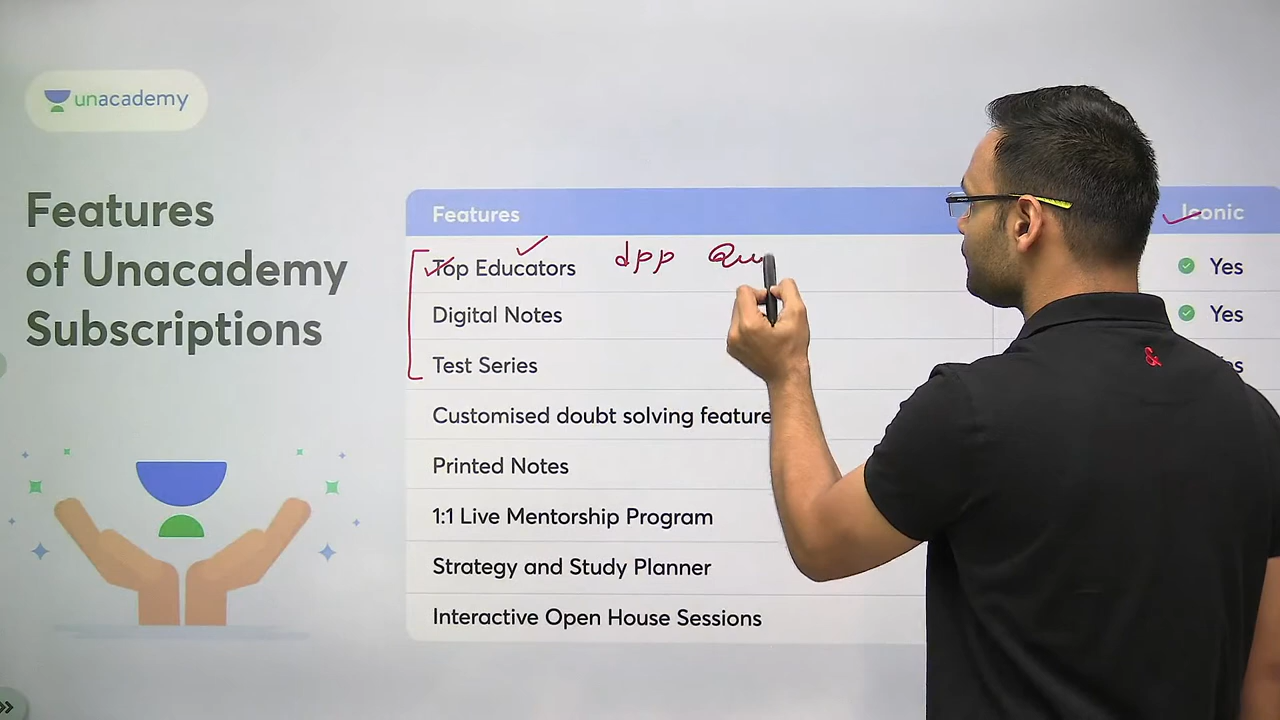 unacademy
Features
of Unacademy
Subscriptions
Features Iconic
Top Educators dpp Yes
Digital Notes Yes
Test Series
Customised doubt solving feature
Printed Notes
1:1 Live Mentorship Program
Strategy and Study Planner
Interactive Open House Sessions